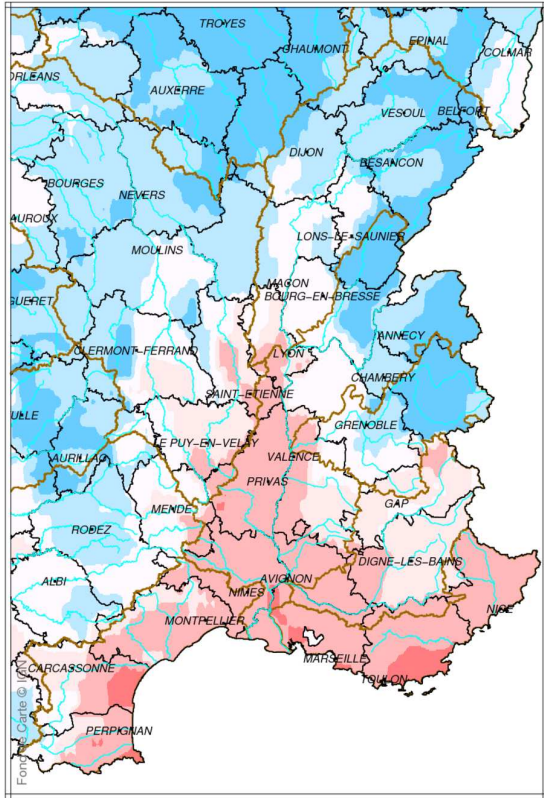 TROYES
CHAUMONT
EPINAL
COLMAR
ORLEANS
AUXERRE
VESOUL
BELFORT
DIJON
BESANCON
BOURGES
NEVERS
AUROUX
LONS-LE-SAUNIER
MOULINS
MACON
BOURG-EN-BRESSE
GUERET
ANNECY
CLERMONT-FERRAND
LYON
CHAMBERY
SAINT-ETIENNE
ULLE
GRENOBLE
LE PUY-EN-VELAY
VALENCE
AURILLAC
PRIVAS
GAP
MENDE
RODEZ
DIGNE-LES-BAINS
ALBI
AVIGNON
NIMES
NICE
MONTPELLIER
MARSEILLE
CARCASSONNE
TOULON
PERPIGNAN
Fond de Carte © IGN